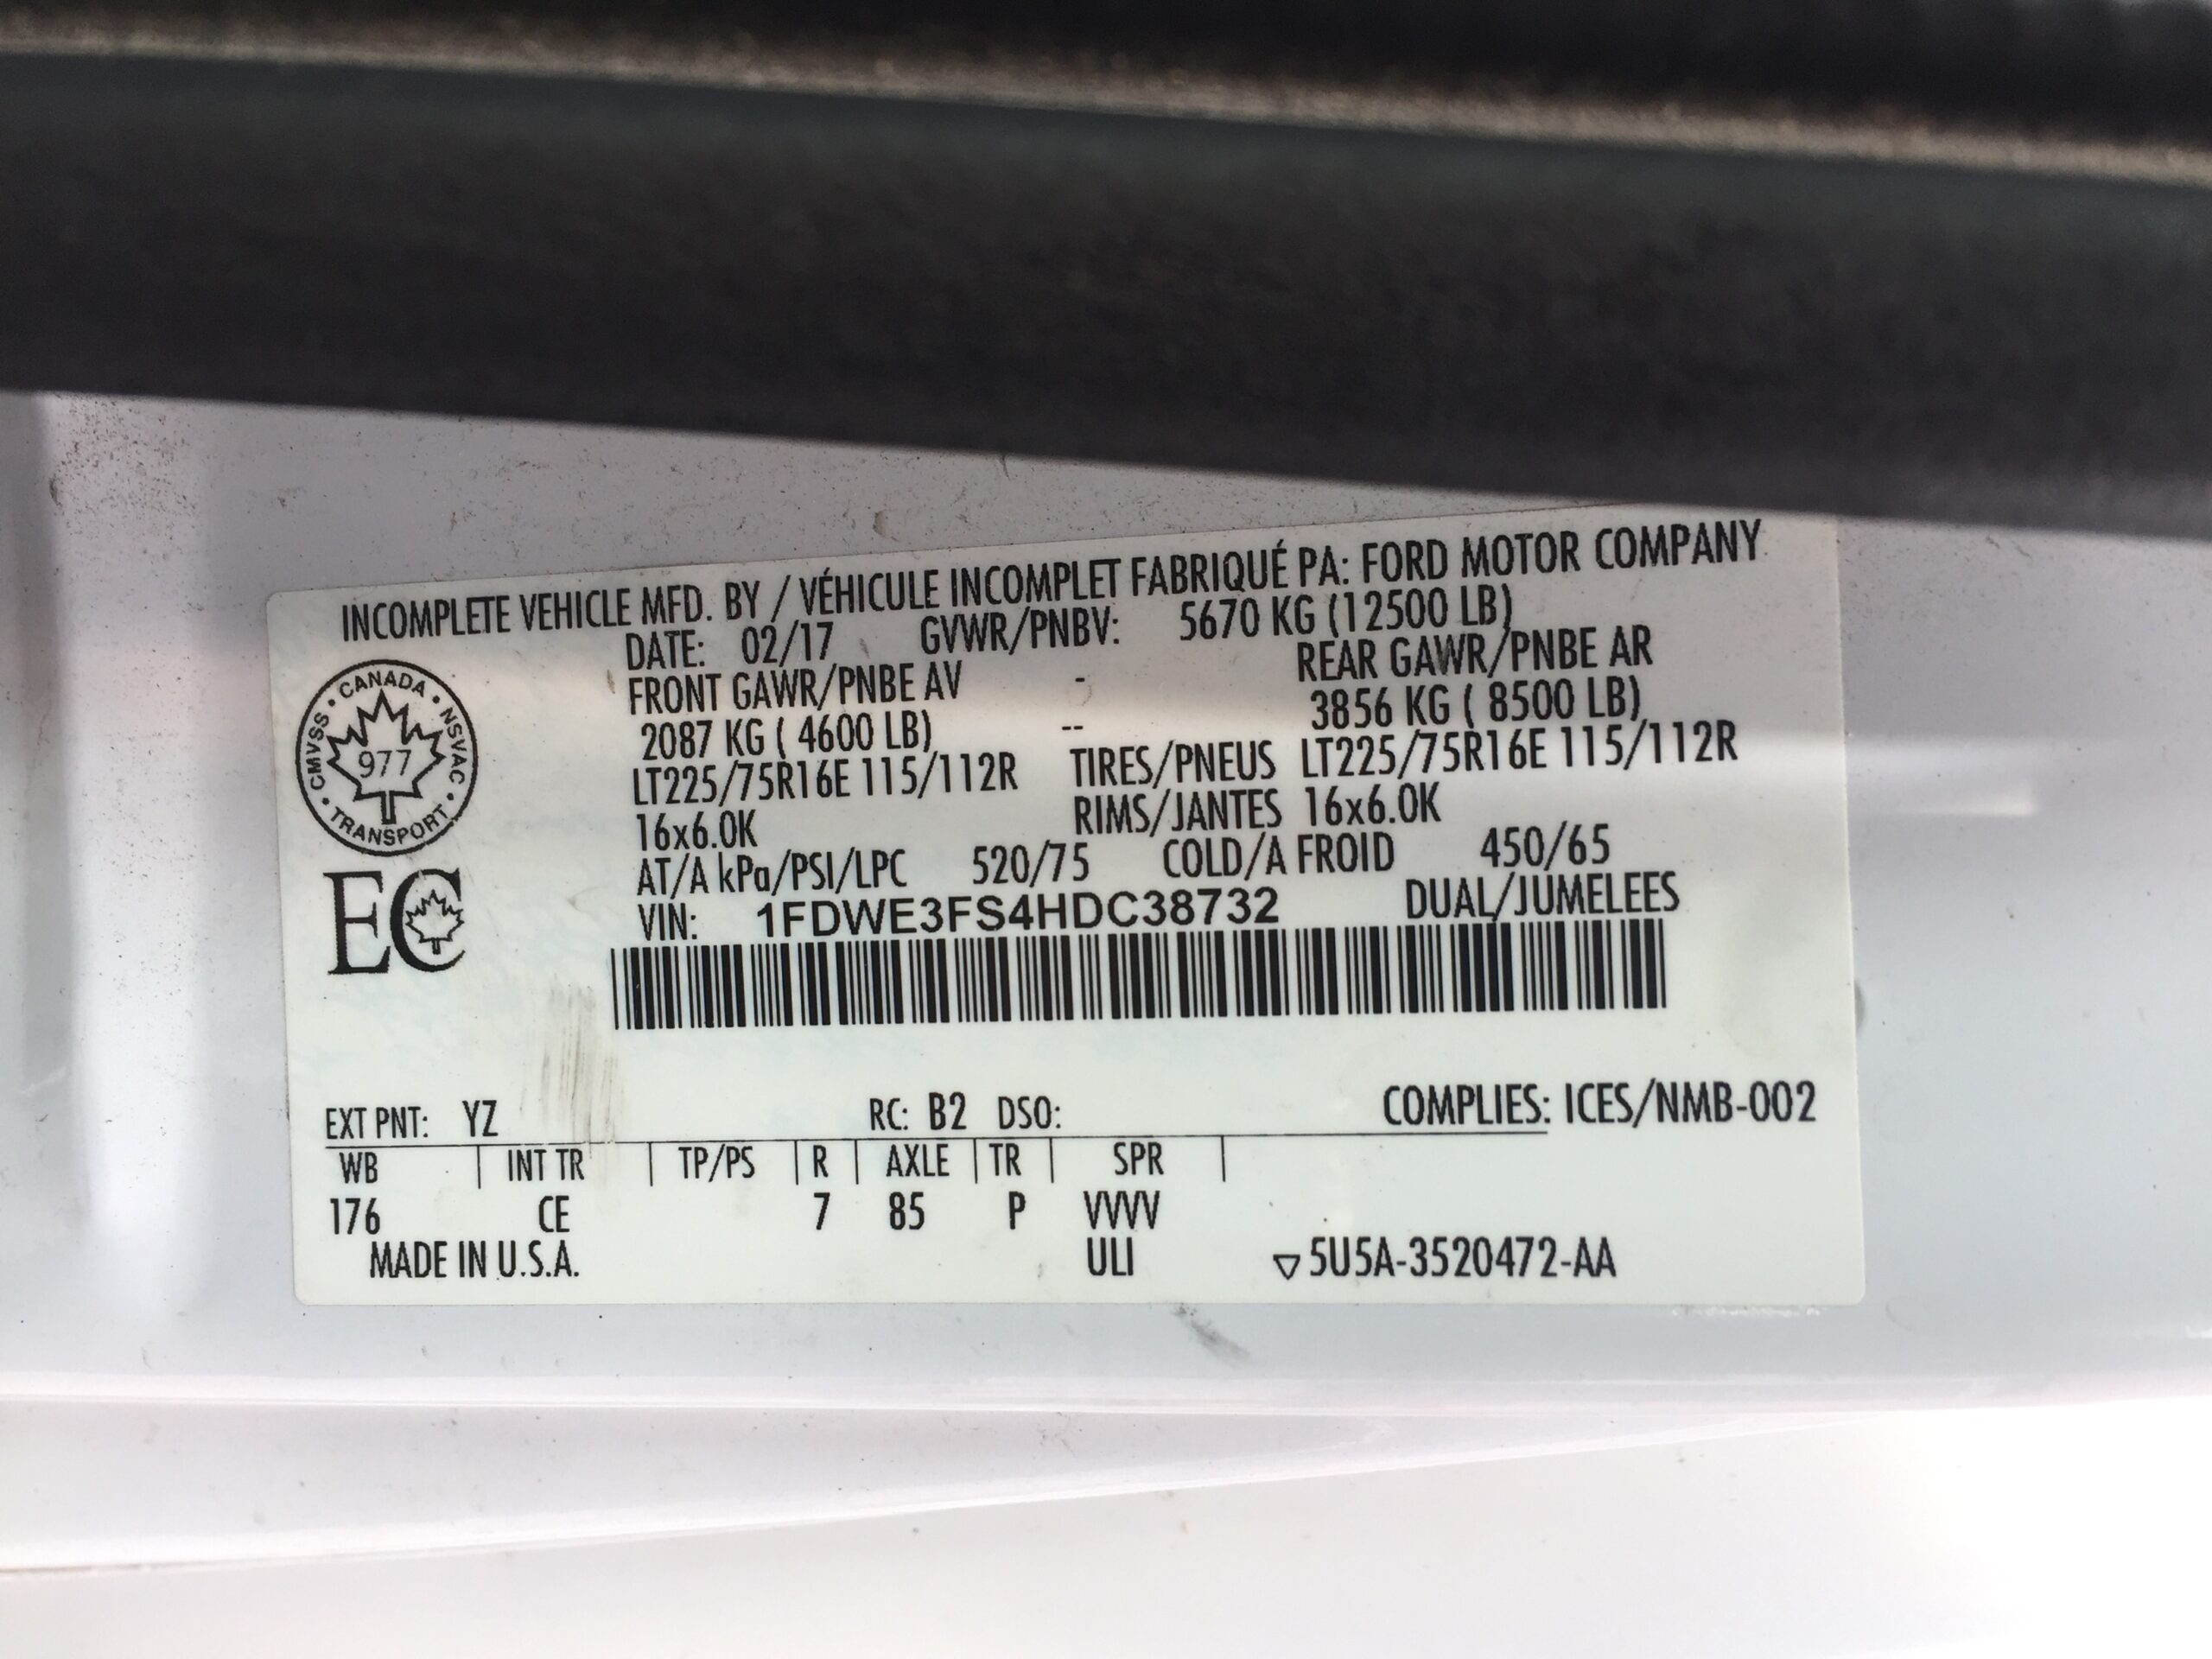 INCOMPLETE VEHICLE MFD. BY / VÉHICULE INCOMPLET FABRIQUÉ PA: FORD MOTOR COMPANY
DATE: 02/17 GVWR/PNBV: 5670 KG (12500 LB)
FRONT GAWR/PNBE AV - REAR GAWR/PNBE AR
2087 KG ( 4600 LB) -- 3856 KG ( 8500 LB)
LT225/75R16E 115/112R TIRES/PNEUS LT225/75R16E 115/112R
16x6.0K RIMS/JANTES 16x6.0K
AT/A kPa/PSI/LPC 520/75 COLD/A FROID 450/65
VIN: 1FDWE3FS4HDC38732 DUAL/JUMELEES
CANADA · NSVAC · TRANSPORT · CMVSS ·
977
EC
EXT PNT: YZ RC: B2 DSO: COMPLIES: ICES/NMB-002
WB | INT TR | TP/PS | R | AXLE | TR | SPR |
176 CE 7 85 P VVVV
MADE IN U.S.A. ULI ▽5U5A-3520472-AA